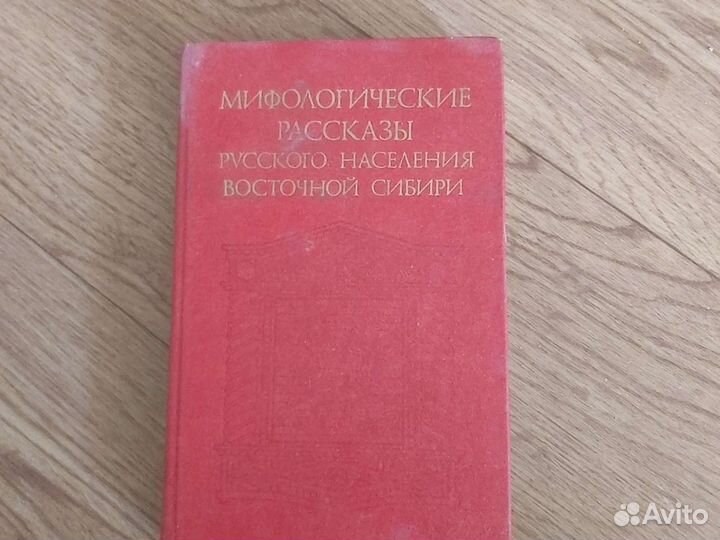 МИФОЛОГИЧЕСКИЕ
РАССКАЗЫ
РУССКОГО НАСЕЛЕНИЯ
ВОСТОЧНОЙ СИБИРИ
Avito